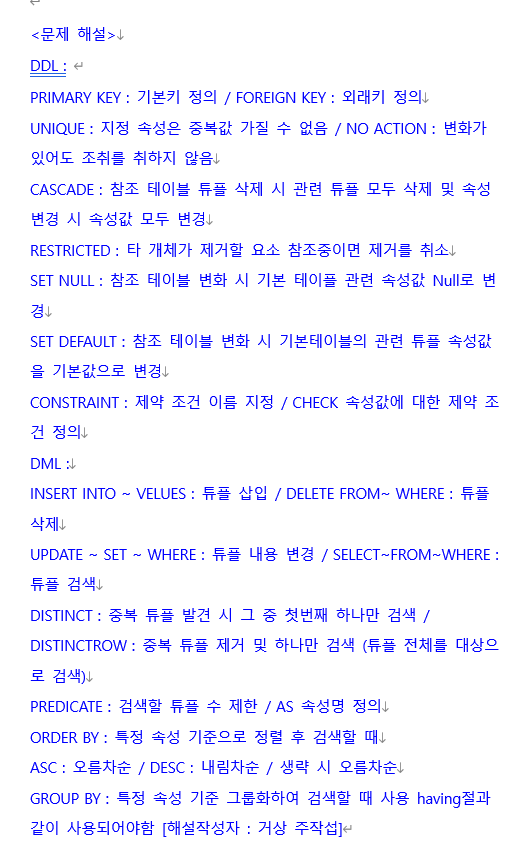 <문제 해설>
DDL :
PRIMARY KEY : 기본키 정의 / FOREIGN KEY : 외래키 정의
UNIQUE : 지정 속성은 중복값 가질 수 없음 / NO ACTION : 변화가
있어도 조취를 취하지 않음
CASCADE : 참조 테이블 튜플 삭제 시 관련 튜플 모두 삭제 및 속성
변경 시 속성값 모두 변경
RESTRICTED : 타 개체가 제거할 요소 참조중이면 제거를 취소
SET NULL : 참조 테이블 변화 시 기본 테이플 관련 속성값 Null로 변
경
SET DEFAULT : 참조 테이블 변화 시 기본테이블의 관련 튜플 속성값
을 기본값으로 변경
CONSTRAINT : 제약 조건 이름 지정 / CHECK 속성값에 대한 제약 조
건 정의
DML :
INSERT INTO ~ VELUES : 튜플 삽입 / DELETE FROM~ WHERE : 튜플
삭제
UPDATE ~ SET ~ WHERE : 튜플 내용 변경 / SELECT~FROM~WHERE :
튜플 검색
DISTINCT : 중복 튜플 발견 시 그 중 첫번째 하나만 검색 /
DISTINCTROW : 중복 튜플 제거 및 하나만 검색 (튜플 전체를 대상으
로 검색)
PREDICATE : 검색할 튜플 수 제한 / AS 속성명 정의
ORDER BY : 특정 속성 기준으로 정렬 후 검색할 때
ASC : 오름차순 / DESC : 내림차순 / 생략 시 오름차순
GROUP BY : 특정 속성 기준 그룹화하여 검색할 때 사용 having절과
같이 사용되어야함 [해설작성자 : 거상 주작섭]